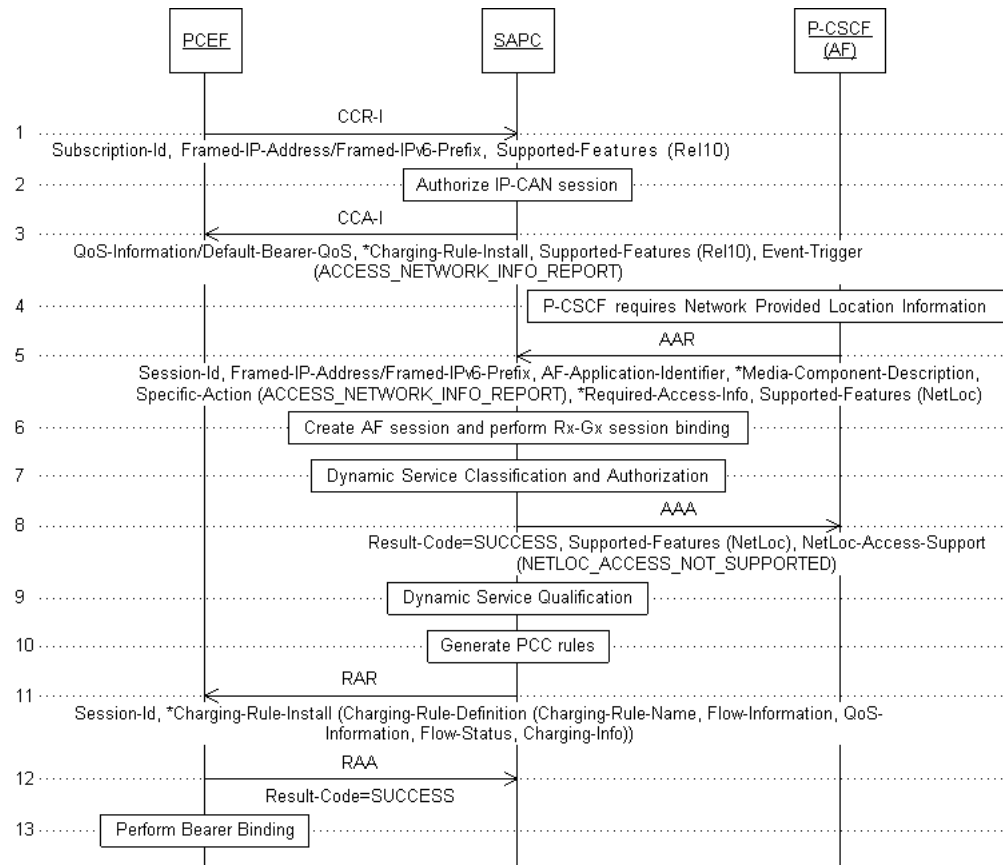 PCEF
SAPC
P-CSCF
(AF)
CCR-I
1
Subscription-Id, Framed-IP-Address/Framed-IPv6-Prefix, Supported-Features (Rel10)
2
Authorize IP-CAN session
CCA-I
3
QoS-Information/Default-Bearer-QoS, *Charging-Rule-Install, Supported-Features (Rel10), Event-Trigger
(ACCESS_NETWORK_INFO_REPORT)
4
P-CSCF requires Network Provided Location Information
AAR
5
Session-Id, Framed-IP-Address/Framed-IPv6-Prefix, AF-Application-Identifier, *Media-Component-Description,
Specific-Action (ACCESS_NETWORK_INFO_REPORT), *Required-Access-Info, Supported-Features (NetLoc)
6
Create AF session and perform Rx-Gx session binding
7
Dynamic Service Classification and Authorization
AAA
8
Result-Code=SUCCESS, Supported-Features (NetLoc), NetLoc-Access-Support
(NETLOC_ACCESS_NOT_SUPPORTED)
9
Dynamic Service Qualification
10
Generate PCC rules
RAR
11
Session-Id, *Charging-Rule-Install (Charging-Rule-Definition (Charging-Rule-Name, Flow-Information, QoS-
Information, Flow-Status, Charging-Info))
RAA
12
Result-Code=SUCCESS
13
Perform Bearer Binding